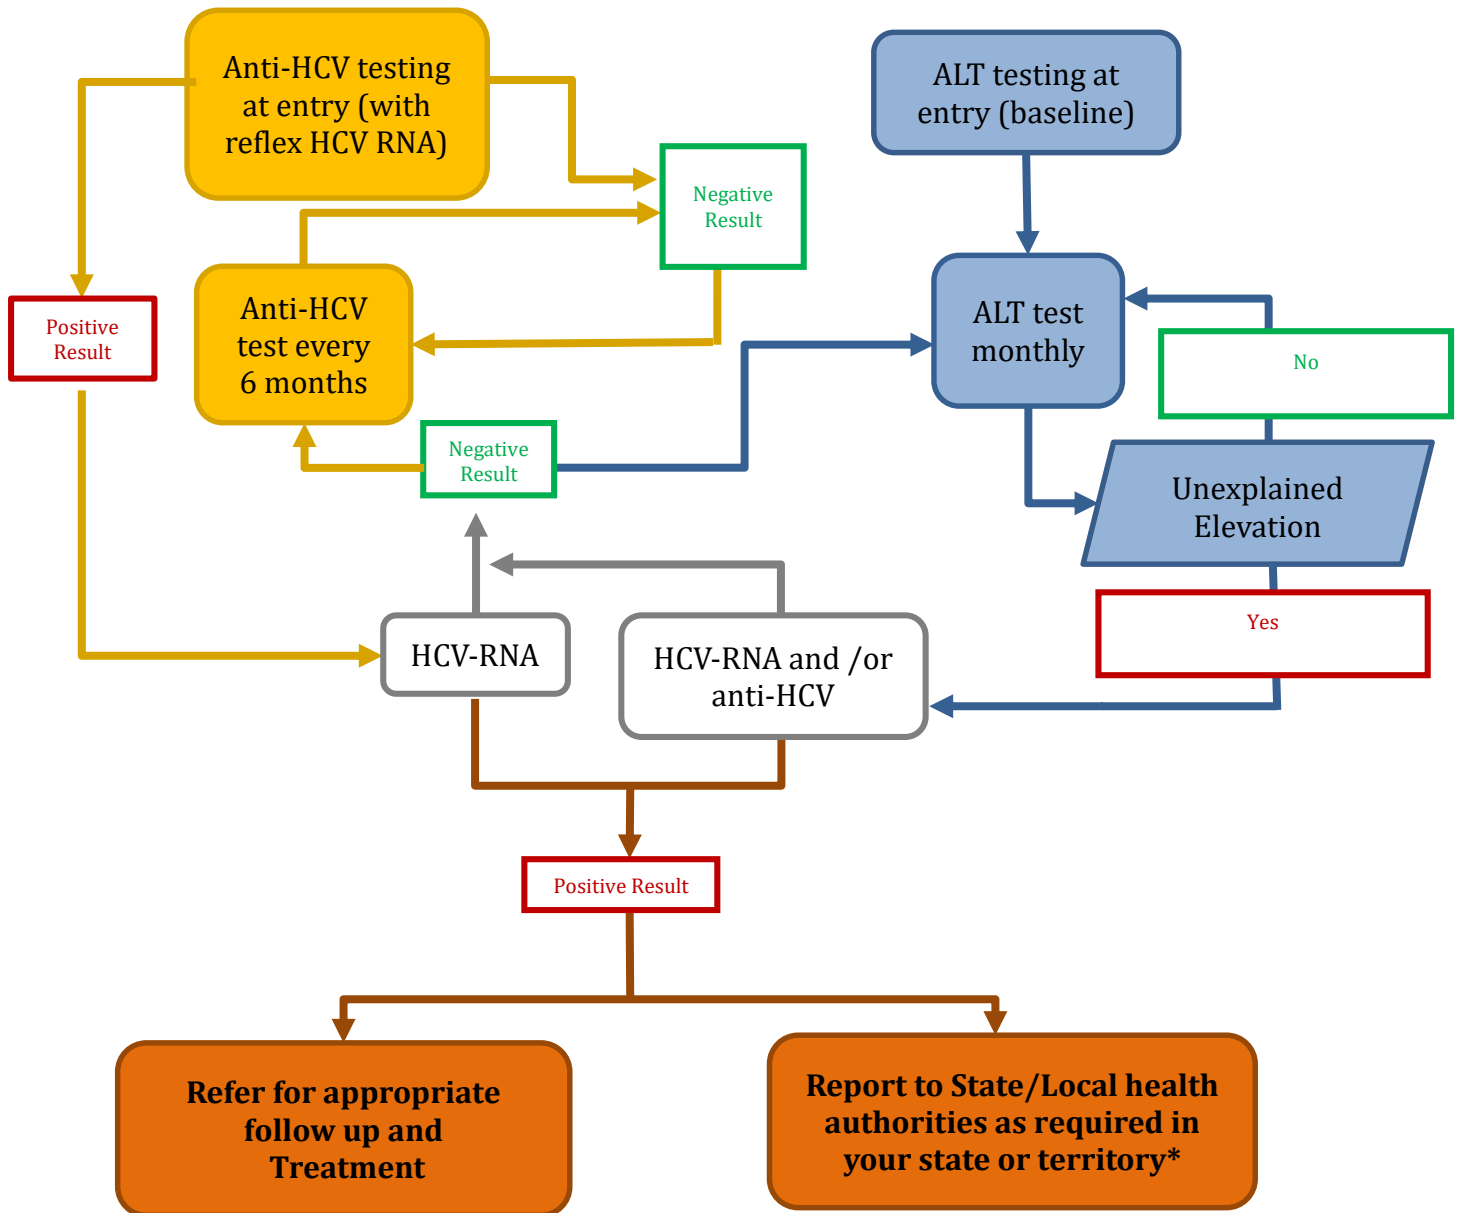 Anti-HCV testing
at entry (with
reflex HCV RNA)
ALT testing at
entry (baseline)
Negative
Result
Positive
Result
Anti-HCV
test every
6 months
ALT test
monthly
No
Negative
Result
Unexplained
Elevation
HCV-RNA
HCV-RNA and /or
anti-HCV
Yes
Positive Result
Refer for appropriate
follow up and
Treatment
Report to State/Local health
authorities as required in
your state or territory*